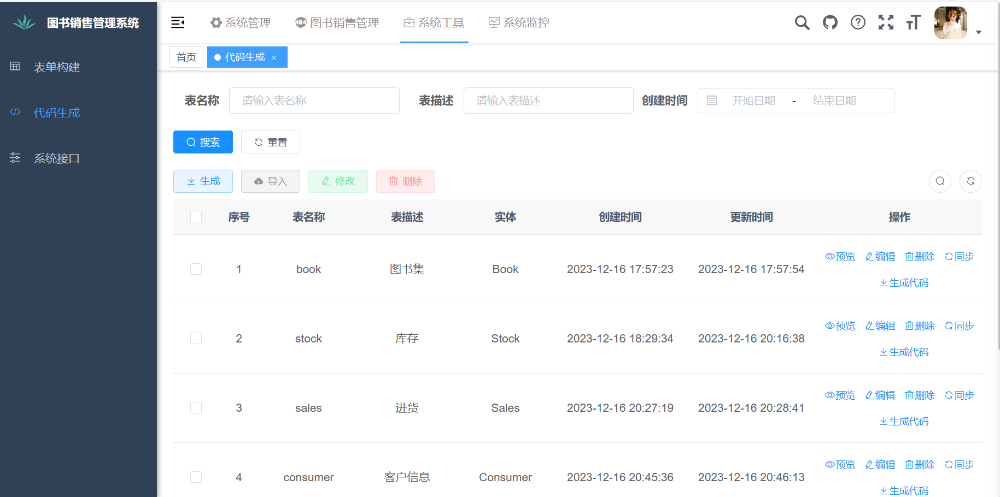 图书销售管理系统
系统管理 404 图书销售管理 系统工具 系统监控
首页 代码生成 ×
表单构建
代码生成
系统接口
表名称 请输入表名称 表描述 请输入表描述 创建时间 开始日期 - 结束日期
搜索 重置
生成 导入 修改 删除
序号 表名称 表描述 实体 创建时间 更新时间 操作
1 book 图书集 Book 2023-12-16 17:57:23 2023-12-16 17:57:54 预览 编辑 删除 同步
生成代码
2 stock 库存 Stock 2023-12-16 18:29:34 2023-12-16 20:16:38 预览 编辑 删除 同步
生成代码
3 sales 进货 Sales 2023-12-16 20:27:19 2023-12-16 20:28:41 预览 编辑 删除 同步
生成代码
4 consumer 客户信息 Consumer 2023-12-16 20:45:36 2023-12-16 20:46:13 预览 编辑 删除 同步
生成代码